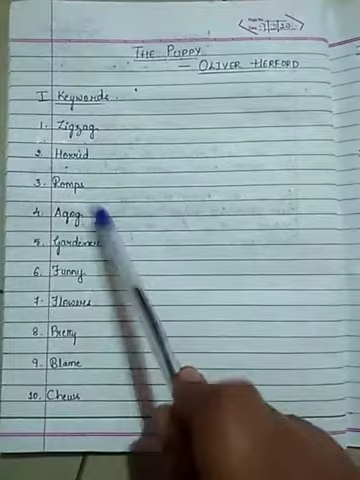 THE PUPPY
- OLIVER HERFORD
I Keywords.
1. Zigzag
2. Horrid
3. Romps
4. Agog
5. Gardener
6. Funny
7. Flowers
8. Pretty
9. Blame
10. Chews